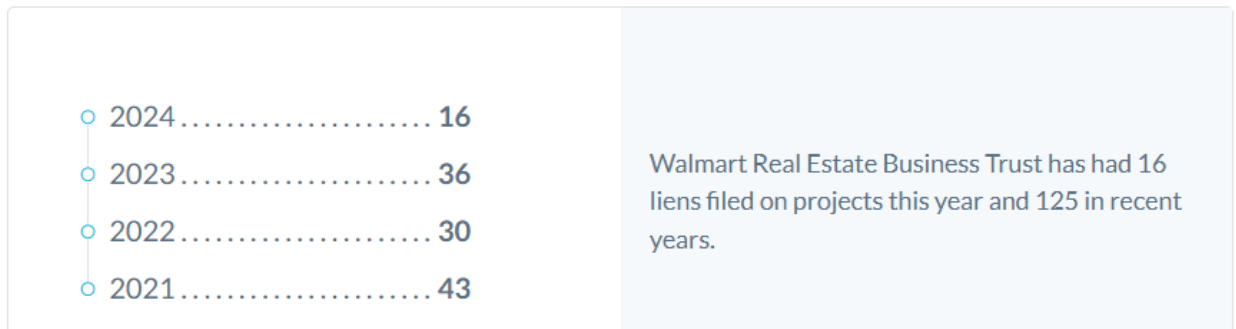 2024 ...................... 16
2023 ...................... 36
2022 ...................... 30
2021 ...................... 43
Walmart Real Estate Business Trust has had 16
liens filed on projects this year and 125 in recent
years.